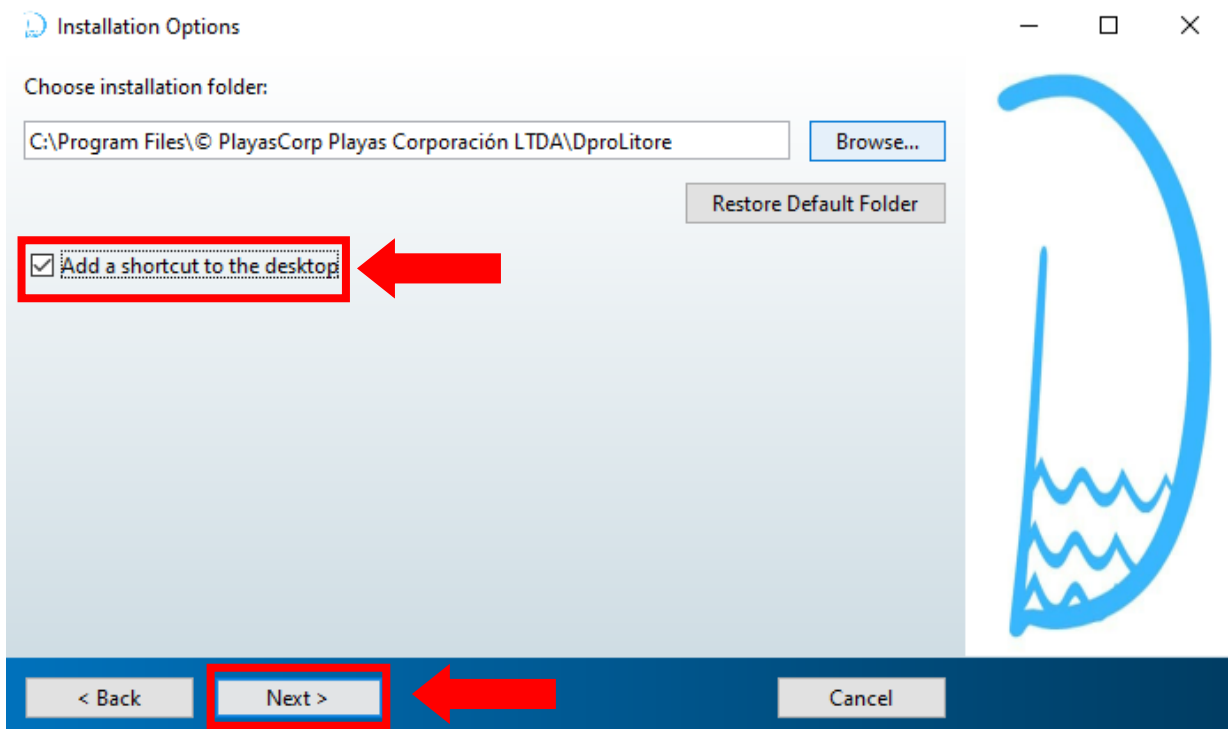 Installation Options
Choose installation folder:
C:\Program Files\© PlayasCorp Playas Corporación LTDA\DproLitore
Browse...
Restore Default Folder
Add a shortcut to the desktop
< Back
Next >
Cancel